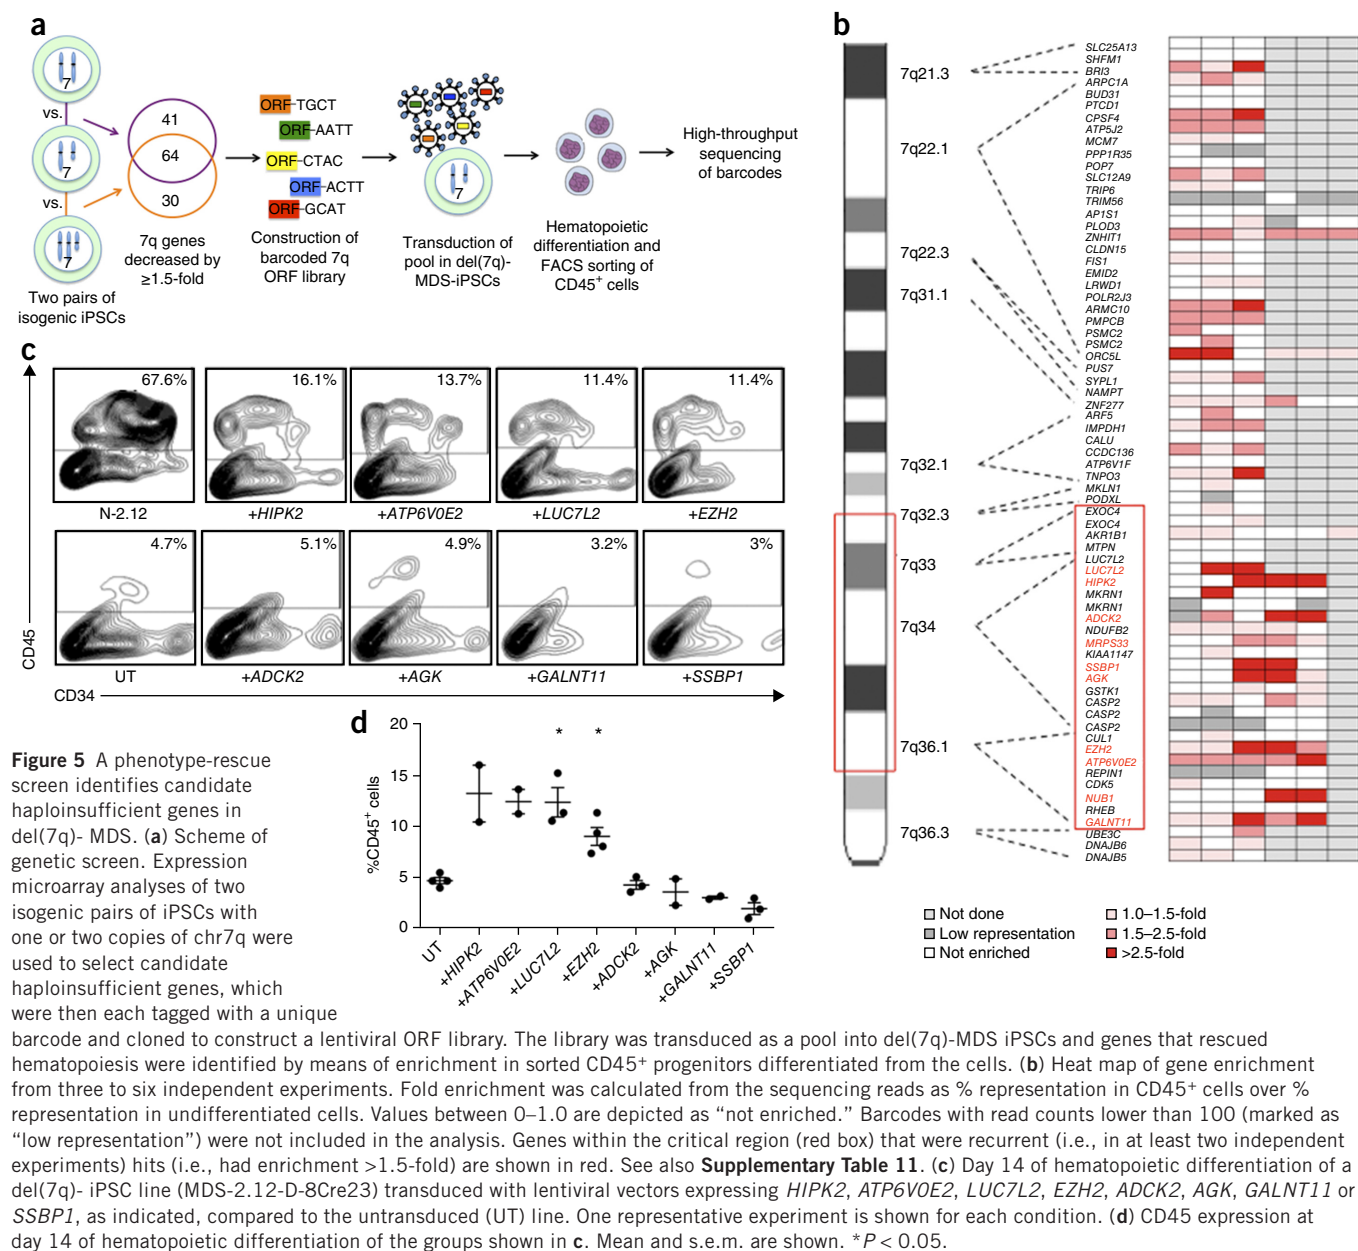 a
7
vs.
7
vs.
7
Two pairs of
isogenic iPSCs
41
64
30
7q genes
decreased by
≥1.5-fold
ORF-TGCT
ORF-AATT
ORF-CTAC
ORF-ACTT
ORF-GCAT
Construction of
barcoded 7q
ORF library
7
Transduction of
pool in del(7q)-
MDS-iPSCs
Hematopoietic
differentiation and
FACS sorting of
CD45+ cells
High-throughput
sequencing
of barcodes
b
7q21.3
7q22.1
7q22.3
7q31.1
7q32.1
7q32.3
7q33
7q34
7q36.1
7q36.3
SLC25A13
SHFM1
BRI3
ARPC1A
BUD31
PTCD1
CPSF4
ATP5J2
MCM7
PPP1R35
POP7
SLC12A9
TRIP6
TRIM56
AP1S1
PLOD3
ZNHIT1
CLDN15
FIS1
EMID2
LRWD1
POLR2J3
ARMC10
PMPCB
PSMC2
PSMC2
ORC5L
PUS7
SYPL1
NAMPT
ZNF277
ARF5
IMPDH1
CALU
CCDC136
ATP6V1F
TNPO3
MKLN1
PODXL
EXOC4
EXOC4
AKR1B1
MTPN
LUC7L2
LUC7L2
HIPK2
MKRN1
MKRN1
ADCK2
NDUFB2
MRPS33
KIAA1147
SSBP1
AGK
GSTK1
CASP2
CASP2
CASP2
CUL1
EZH2
ATP6V0E2
REPIN1
CDK5
NUB1
RHEB
GALNT11
UBE3C
DNAJB6
DNAJB5
Not done
Low representation
Not enriched
1.0–1.5-fold
1.5–2.5-fold
>2.5-fold
c
67.6%
16.1%
13.7%
11.4%
11.4%
N-2.12
+HIPK2
+ATP6V0E2
+LUC7L2
+EZH2
4.7%
5.1%
4.9%
3.2%
3%
UT
+ADCK2
+AGK
+GALNT11
+SSBP1
CD45
CD34
d
%CD45+ cells
20
15
10
5
0
*
*
UT
+HIPK2
+ATP6V0E2
+LUC7L2
+EZH2
+ADCK2
+AGK
+GALNT11
+SSBP1
Figure 5 A phenotype-rescue
screen identifies candidate
haploinsufficient genes in
del(7q)- MDS. (a) Scheme of
genetic screen. Expression
microarray analyses of two
isogenic pairs of iPSCs with
one or two copies of chr7q were
used to select candidate
haploinsufficient genes, which
were then each tagged with a unique
barcode and cloned to construct a lentiviral ORF library. The library was transduced as a pool into del(7q)-MDS iPSCs and genes that rescued
hematopoiesis were identified by means of enrichment in sorted CD45+ progenitors differentiated from the cells. (b) Heat map of gene enrichment
from three to six independent experiments. Fold enrichment was calculated from the sequencing reads as % representation in CD45+ cells over %
representation in undifferentiated cells. Values between 0–1.0 are depicted as “not enriched.” Barcodes with read counts lower than 100 (marked as
“low representation”) were not included in the analysis. Genes within the critical region (red box) that were recurrent (i.e., in at least two independent
experiments) hits (i.e., had enrichment >1.5-fold) are shown in red. See also Supplementary Table 11. (c) Day 14 of hematopoietic differentiation of a
del(7q)- iPSC line (MDS-2.12-D-8Cre23) transduced with lentiviral vectors expressing HIPK2, ATP6V0E2, LUC7L2, EZH2, ADCK2, AGK, GALNT11 or
SSBP1, as indicated, compared to the untransduced (UT) line. One representative experiment is shown for each condition. (d) CD45 expression at
day 14 of hematopoietic differentiation of the groups shown in c. Mean and s.e.m. are shown. *P < 0.05.